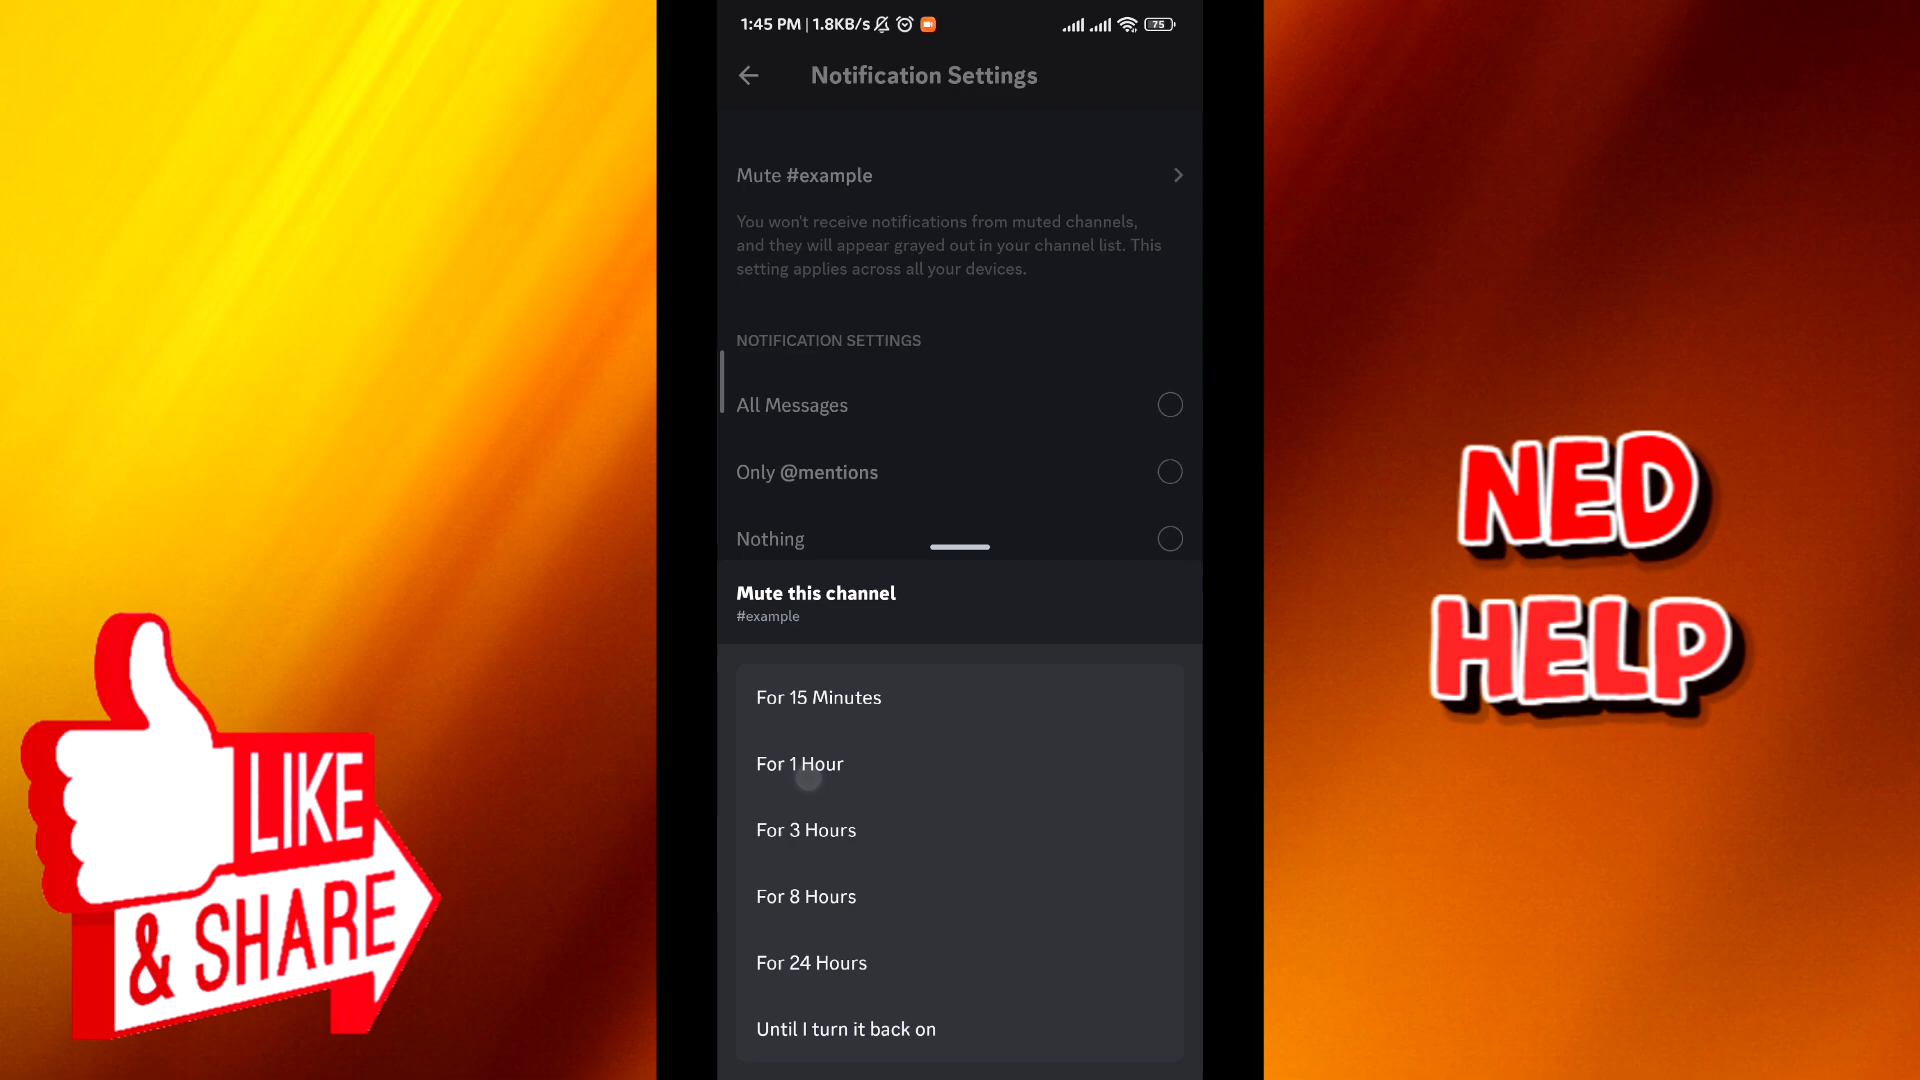 1:45 PM | 1.8KB/s
75
Notification Settings
Mute #example
You won't receive notifications from muted channels,
and they will appear grayed out in your channel list. This
setting applies across all your devices.
NOTIFICATION SETTINGS
All Messages
Only @mentions
Nothing
Mute this channel
#example
For 15 Minutes
For 1 Hour
For 3 Hours
For 8 Hours
For 24 Hours
Until I turn it back on
LIKE
& SHARE
NED
HELP